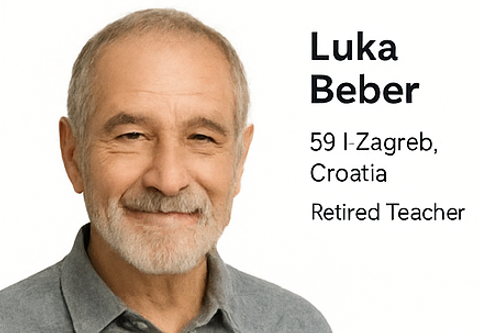 Luka
Beber
59 I-Zagreb,
Croatia
Retired Teacher